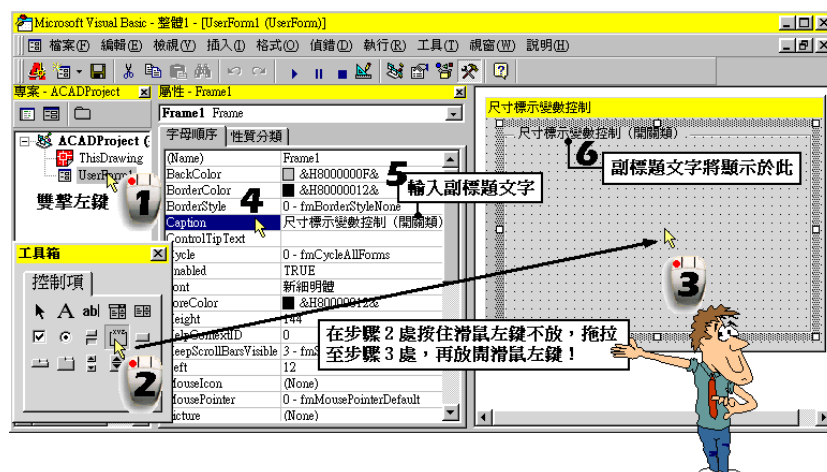 Microsoft Visual Basic - 整體1 - [UserForm1 (UserForm)]
檔案(F) 編輯(E) 檢視(V) 插入(I) 格式(O) 偵錯(D) 執行(R) 工具(T) 視窗(W) 說明(H)
專案 - ACADProject
ACADProject (
ThisDrawing
UserForm1
雙擊左鍵
1
屬性 - Frame1
Frame1 Frame
字母順序 性質分類
(Name) Frame1
BackColor &H8000000F&
BorderColor &H80000012&
BorderStyle 0 - fmBorderStyleNone
Caption 尺寸標示變數控制（開關類）
ControlTipText
Cycle 0 - fmCycleAllForms
Enabled TRUE
Font 新細明體
ForeColor &H80000012&
Height 144
HelpContextID 0
KeepScrollBarsVisible 3 - fmS
Left 12
MouseIcon (None)
MousePointer 0 - fmMousePointerDefault
Picture (None)
4
5
輸入副標題文字
工具箱
控制項
A abl
xyz
2
尺寸標示變數控制
尺寸標示變數控制（開關類）
6
副標題文字將顯示於此
3
在步驟2處按住滑鼠左鍵不放，拖拉
至步驟3處，再放開滑鼠左鍵！